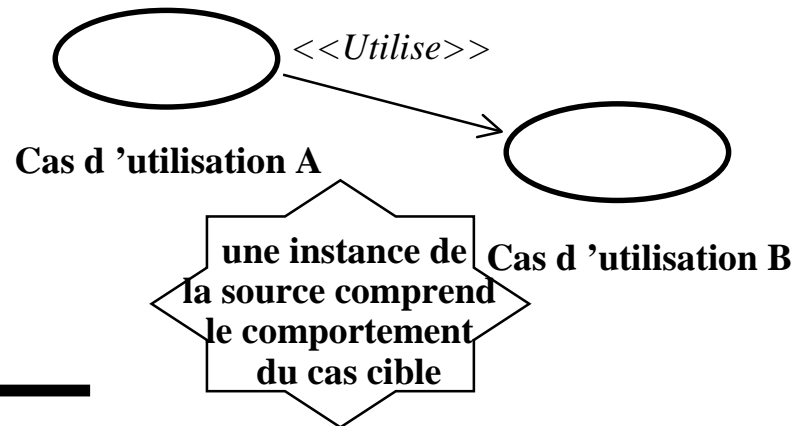 <<Utilise>>
Cas d ’utilisation A
Cas d ’utilisation B
une instance de
la source comprend
le comportement
du cas cible